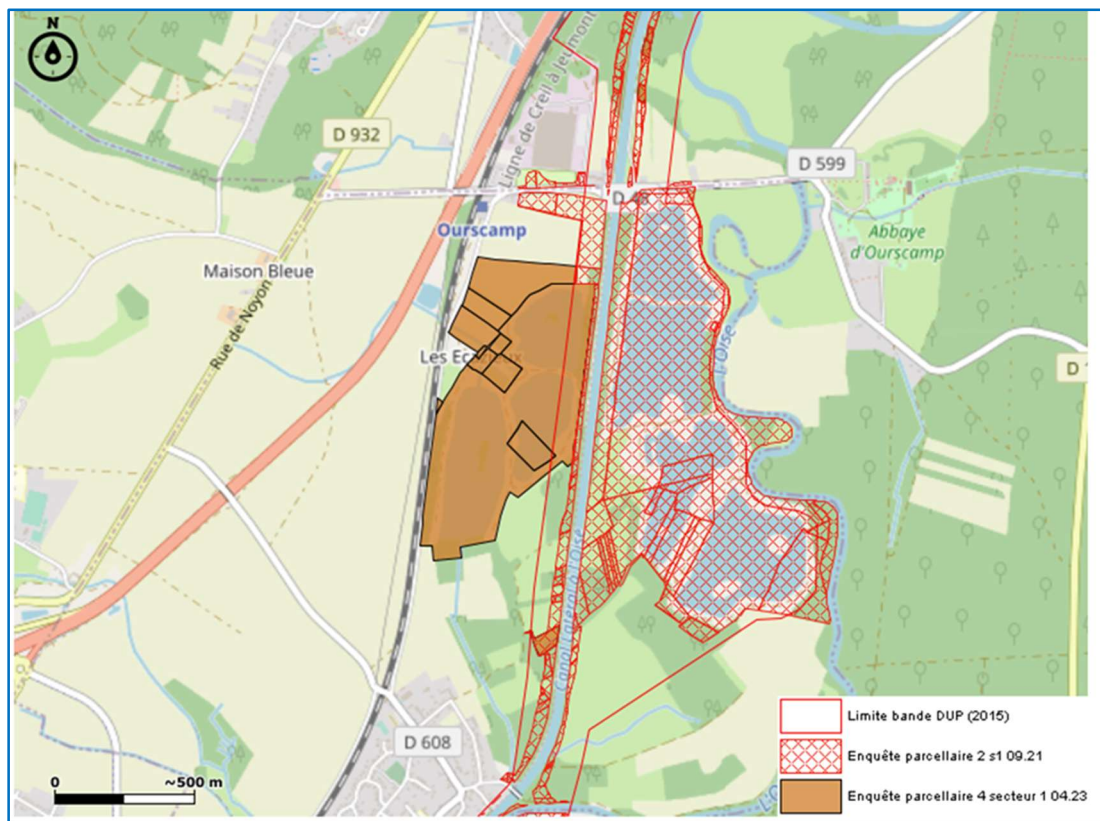 N
D 932
Ligne de Creil à Jeumont
D 599
D 48
Ourscamp
Abbaye
d'Ourscamp
Maison Bleue
Rue de Noyon
L'Oise
D 1
Canal Latéral à l'Oise
D 608
Limite bande DUP (2015)
Enquête parcellaire 2 s1 09.21
Enquête parcellaire 4 secteur 1 04.23
0 ~500 m